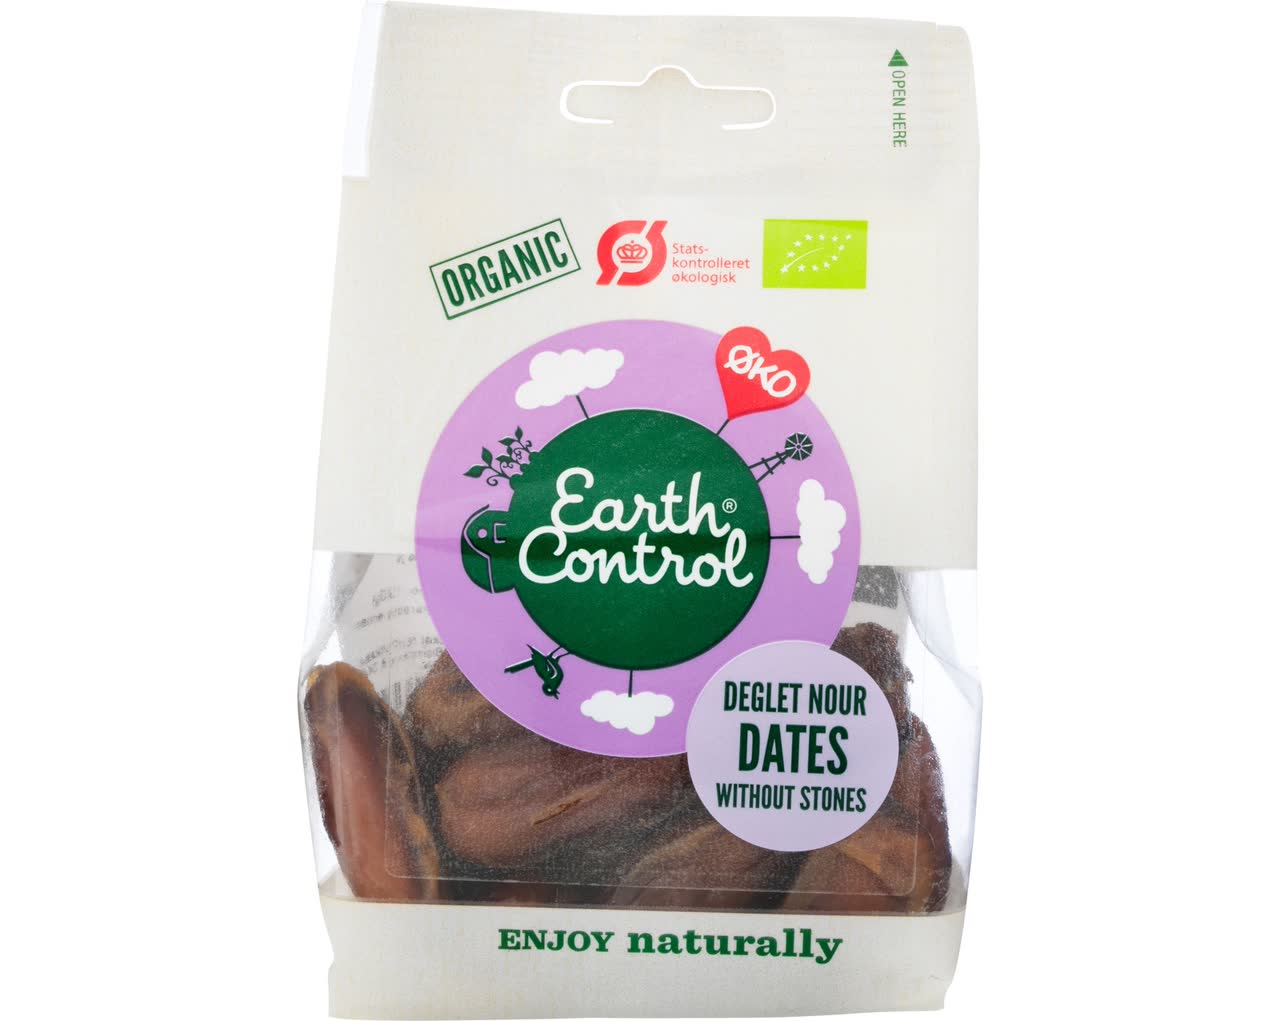 OPEN HERE
ORGANIC
Stats-
kontrolleret
økologisk
ØKO
Earth®
Control
DEGLET NOUR
DATES
WITHOUT STONES
ENJOY naturally